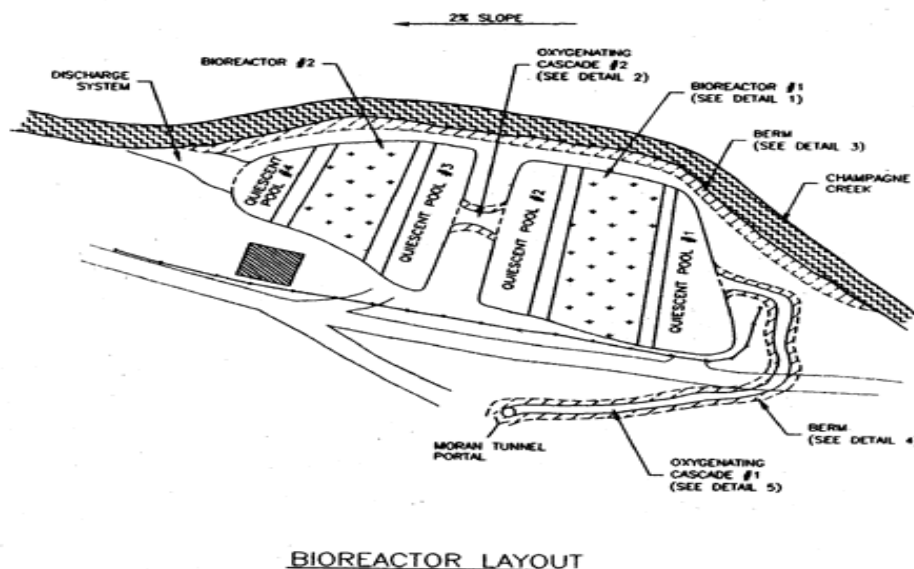 2% SLOPE
OXYGENATING
CASCADE #2
(SEE DETAIL 2)
BIOREACTOR #2
DISCHARGE
SYSTEM
BIOREACTOR #1
(SEE DETAIL 1)
BERM
(SEE DETAIL 3)
CHAMPAGNE
CREEK
QUIESCENT
POOL #4
QUIESCENT POOL #3
QUIESCENT POOL #2
QUIESCENT POOL #1
MORAN TUNNEL
PORTAL
BERM
(SEE DETAIL 4
OXYGENATING
CASCADE #1
(SEE DETAIL 5)
BIOREACTOR LAYOUT